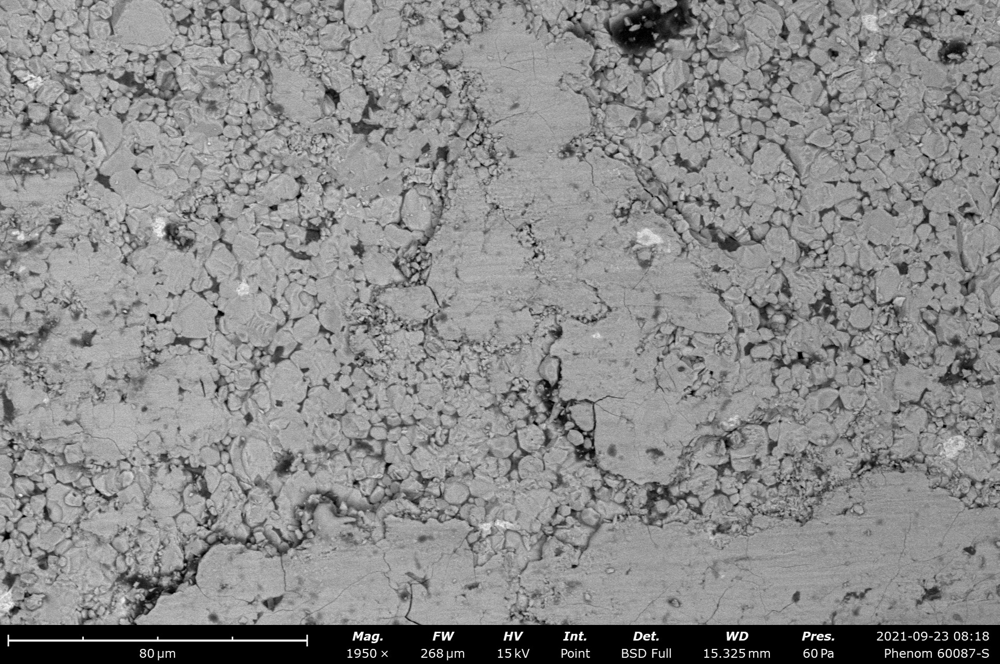 Mag. FW HV Int. Det. WD Pres. 2021-09-23 08:18
80 µm 1950 × 268 µm 15 kV Point BSD Full 15.325 mm 60 Pa Phenom 60087-S